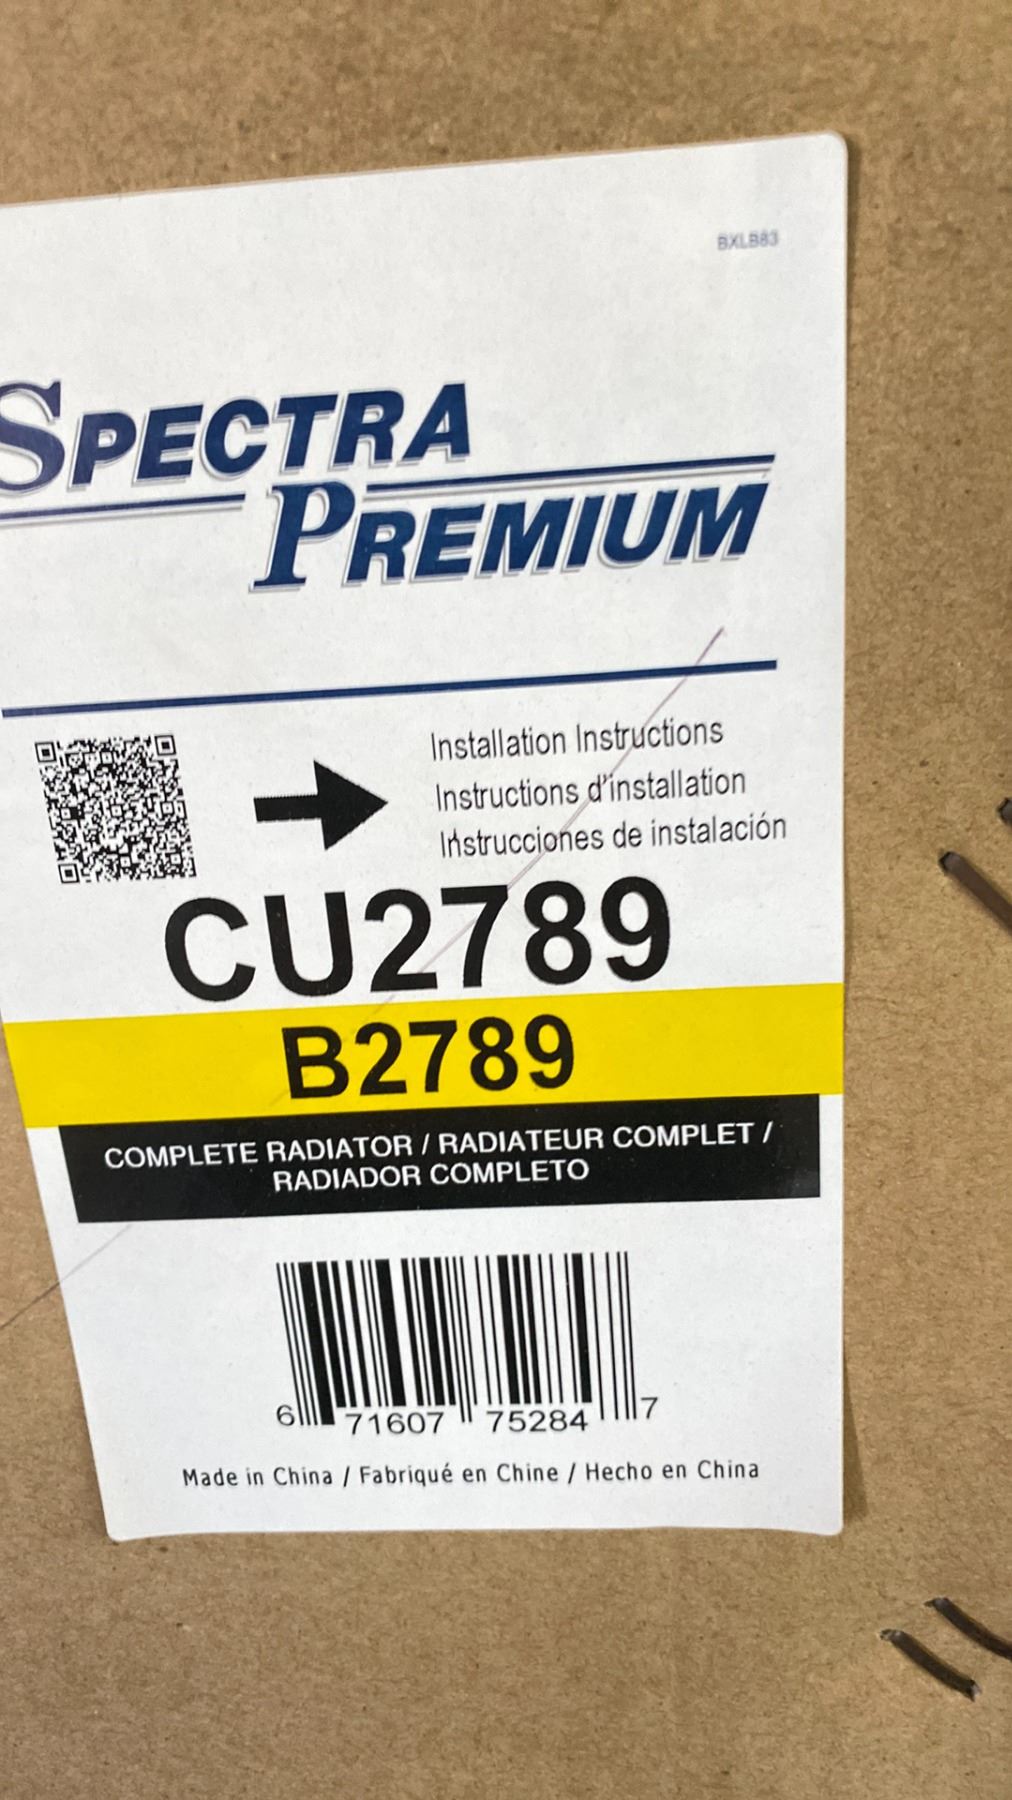 BXLB83
SPECTRA
PREMIUM
Installation Instructions
Instructions d'installation
Instrucciones de instalación
CU2789
B2789
COMPLETE RADIATOR / RADIATEUR COMPLET /
RADIADOR COMPLETO
6 71607 75284 7
Made in China / Fabriqué en Chine / Hecho en China